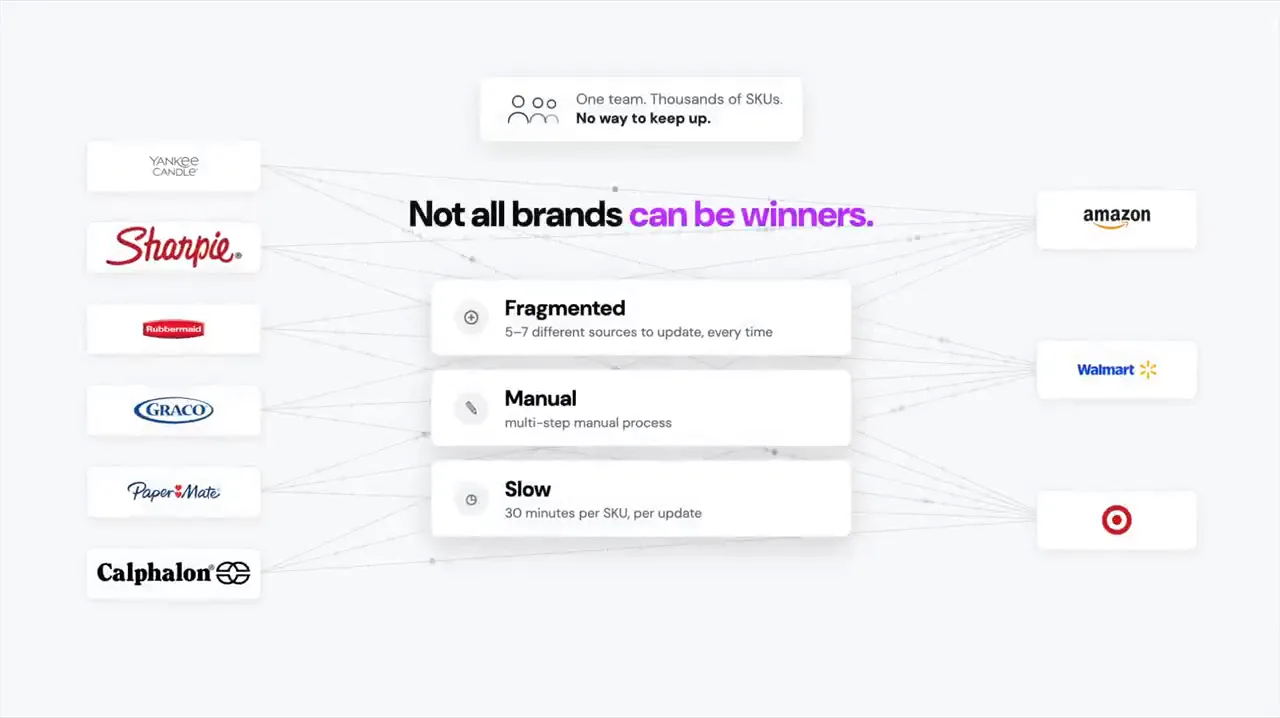 One team. Thousands of SKUs.
No way to keep up.
YANKEE
CANDLE
Sharpie®
Rubbermaid
GRACO
Paper Mate
Calphalon®
Not all brands can be winners.
Fragmented
5–7 different sources to update, every time
Manual
multi-step manual process
Slow
30 minutes per SKU, per update
amazon
Walmart